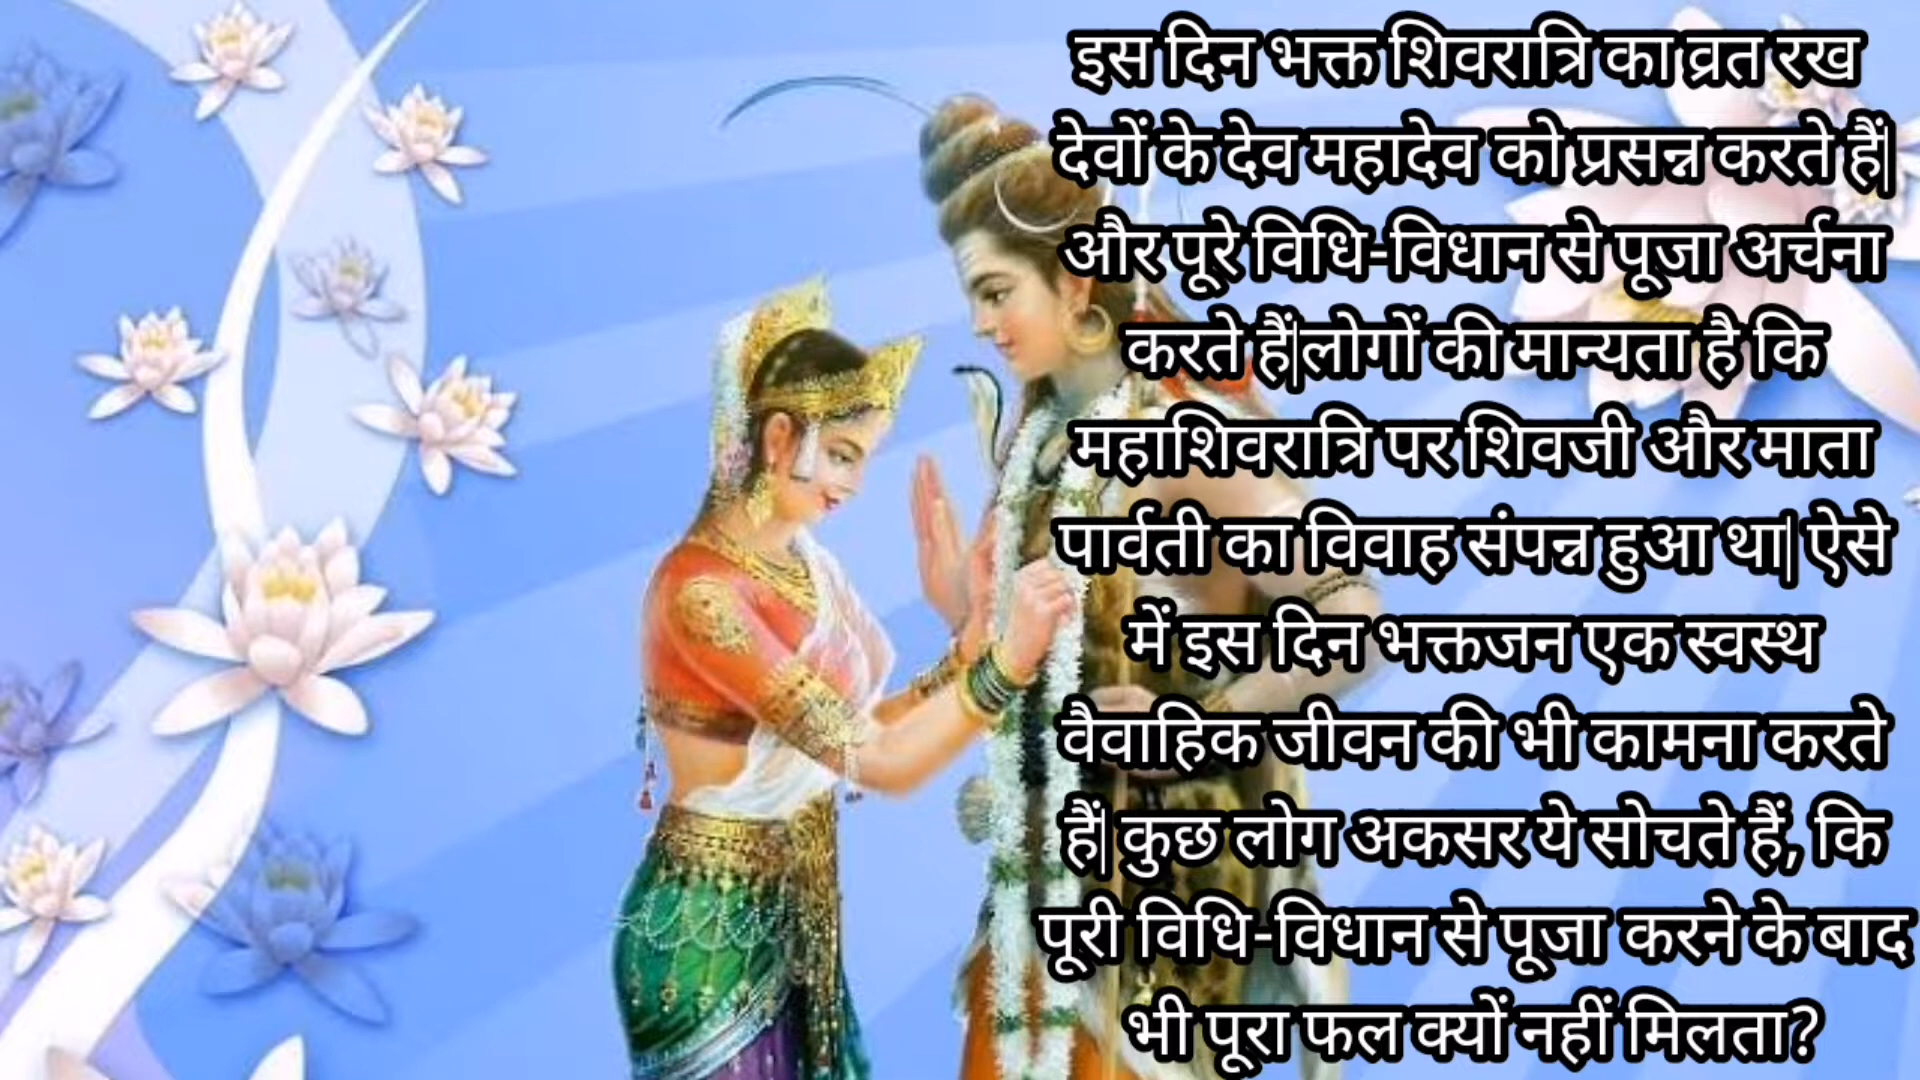 इस दिन भक्त शिवरात्रि का व्रत रख
देवों के देव महादेव को प्रसन्न करते हैं|
और पूरे विधि-विधान से पूजा अर्चना
करते हैं|लोगों की मान्यता है कि
महाशिवरात्रि पर शिवजी और माता
पार्वती का विवाह संपन्न हुआ था| ऐसे
में इस दिन भक्तजन एक स्वस्थ
वैवाहिक जीवन की भी कामना करते
हैं| कुछ लोग अकसर ये सोचते हैं, कि
पूरी विधि-विधान से पूजा करने के बाद
भी पूरा फल क्यों नहीं मिलता?